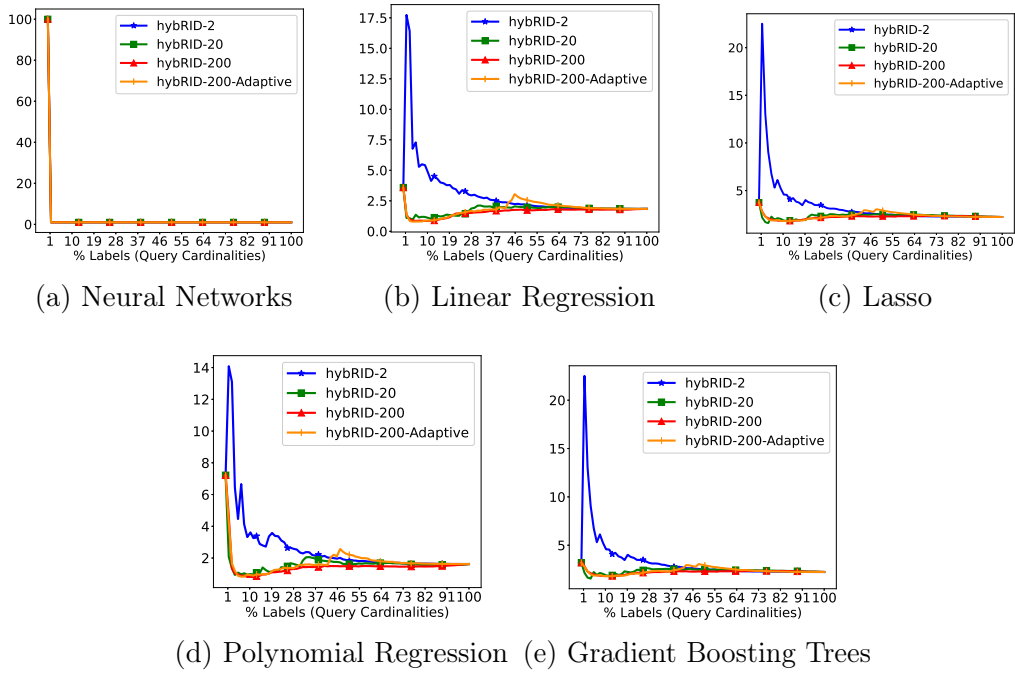 100
80
60
40
20
0
hybRID-2
hybRID-20
hybRID-200
hybRID-200-Adaptive
1 10 19 28 37 46 55 64 73 82 91 100
% Labels (Query Cardinalities)
(a) Neural Networks
17.5
15.0
12.5
10.0
7.5
5.0
2.5
0.0
hybRID-2
hybRID-20
hybRID-200
hybRID-200-Adaptive
1 10 19 28 37 46 55 64 73 82 91 100
% Labels (Query Cardinalities)
(b) Linear Regression
20
15
10
5
hybRID-2
hybRID-20
hybRID-200
hybRID-200-Adaptive
1 10 19 28 37 46 55 64 73 82 91 100
% Labels (Query Cardinalities)
(c) Lasso
14
12
10
8
6
4
2
hybRID-2
hybRID-20
hybRID-200
hybRID-200-Adaptive
1 10 19 28 37 46 55 64 73 82 91 100
% Labels (Query Cardinalities)
(d) Polynomial Regression
20
15
10
5
hybRID-2
hybRID-20
hybRID-200
hybRID-200-Adaptive
1 10 19 28 37 46 55 64 73 82 91 100
% Labels (Query Cardinalities)
(e) Gradient Boosting Trees